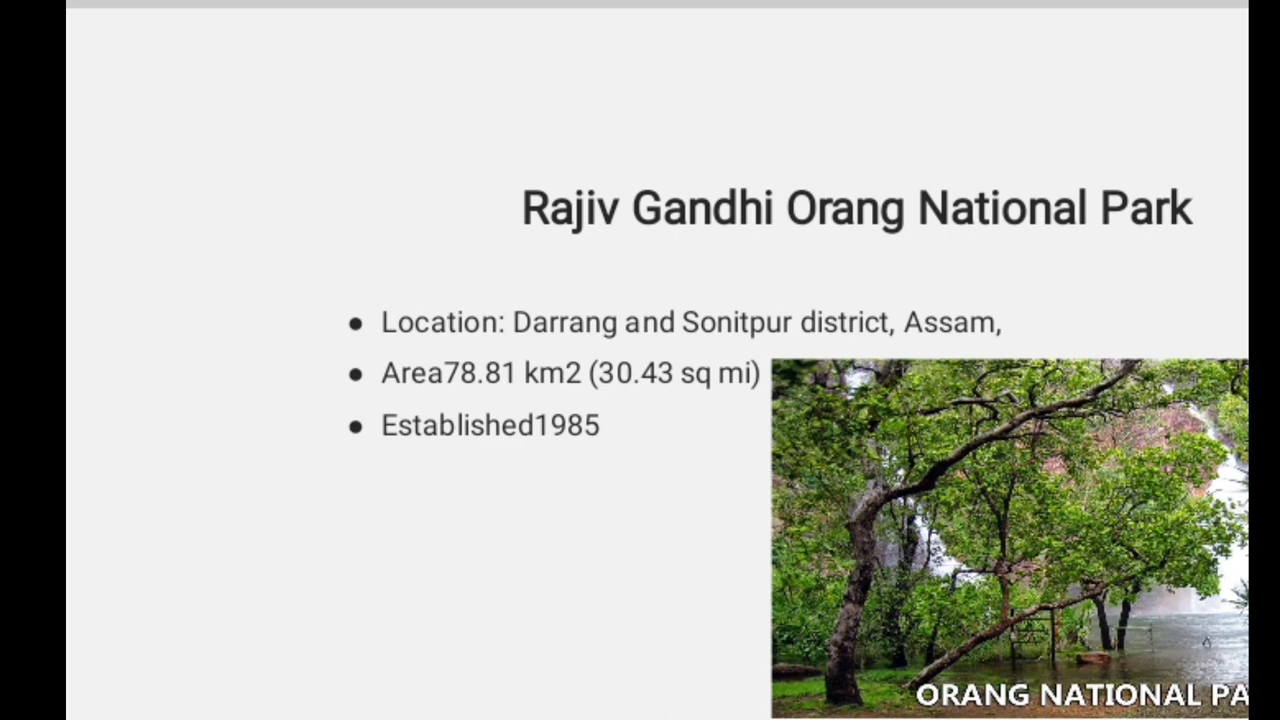 Rajiv Gandhi Orang National Park
● Location: Darrang and Sonitpur district, Assam,
● Area78.81 km2 (30.43 sq mi)
● Established1985
ORANG NATIONAL PA